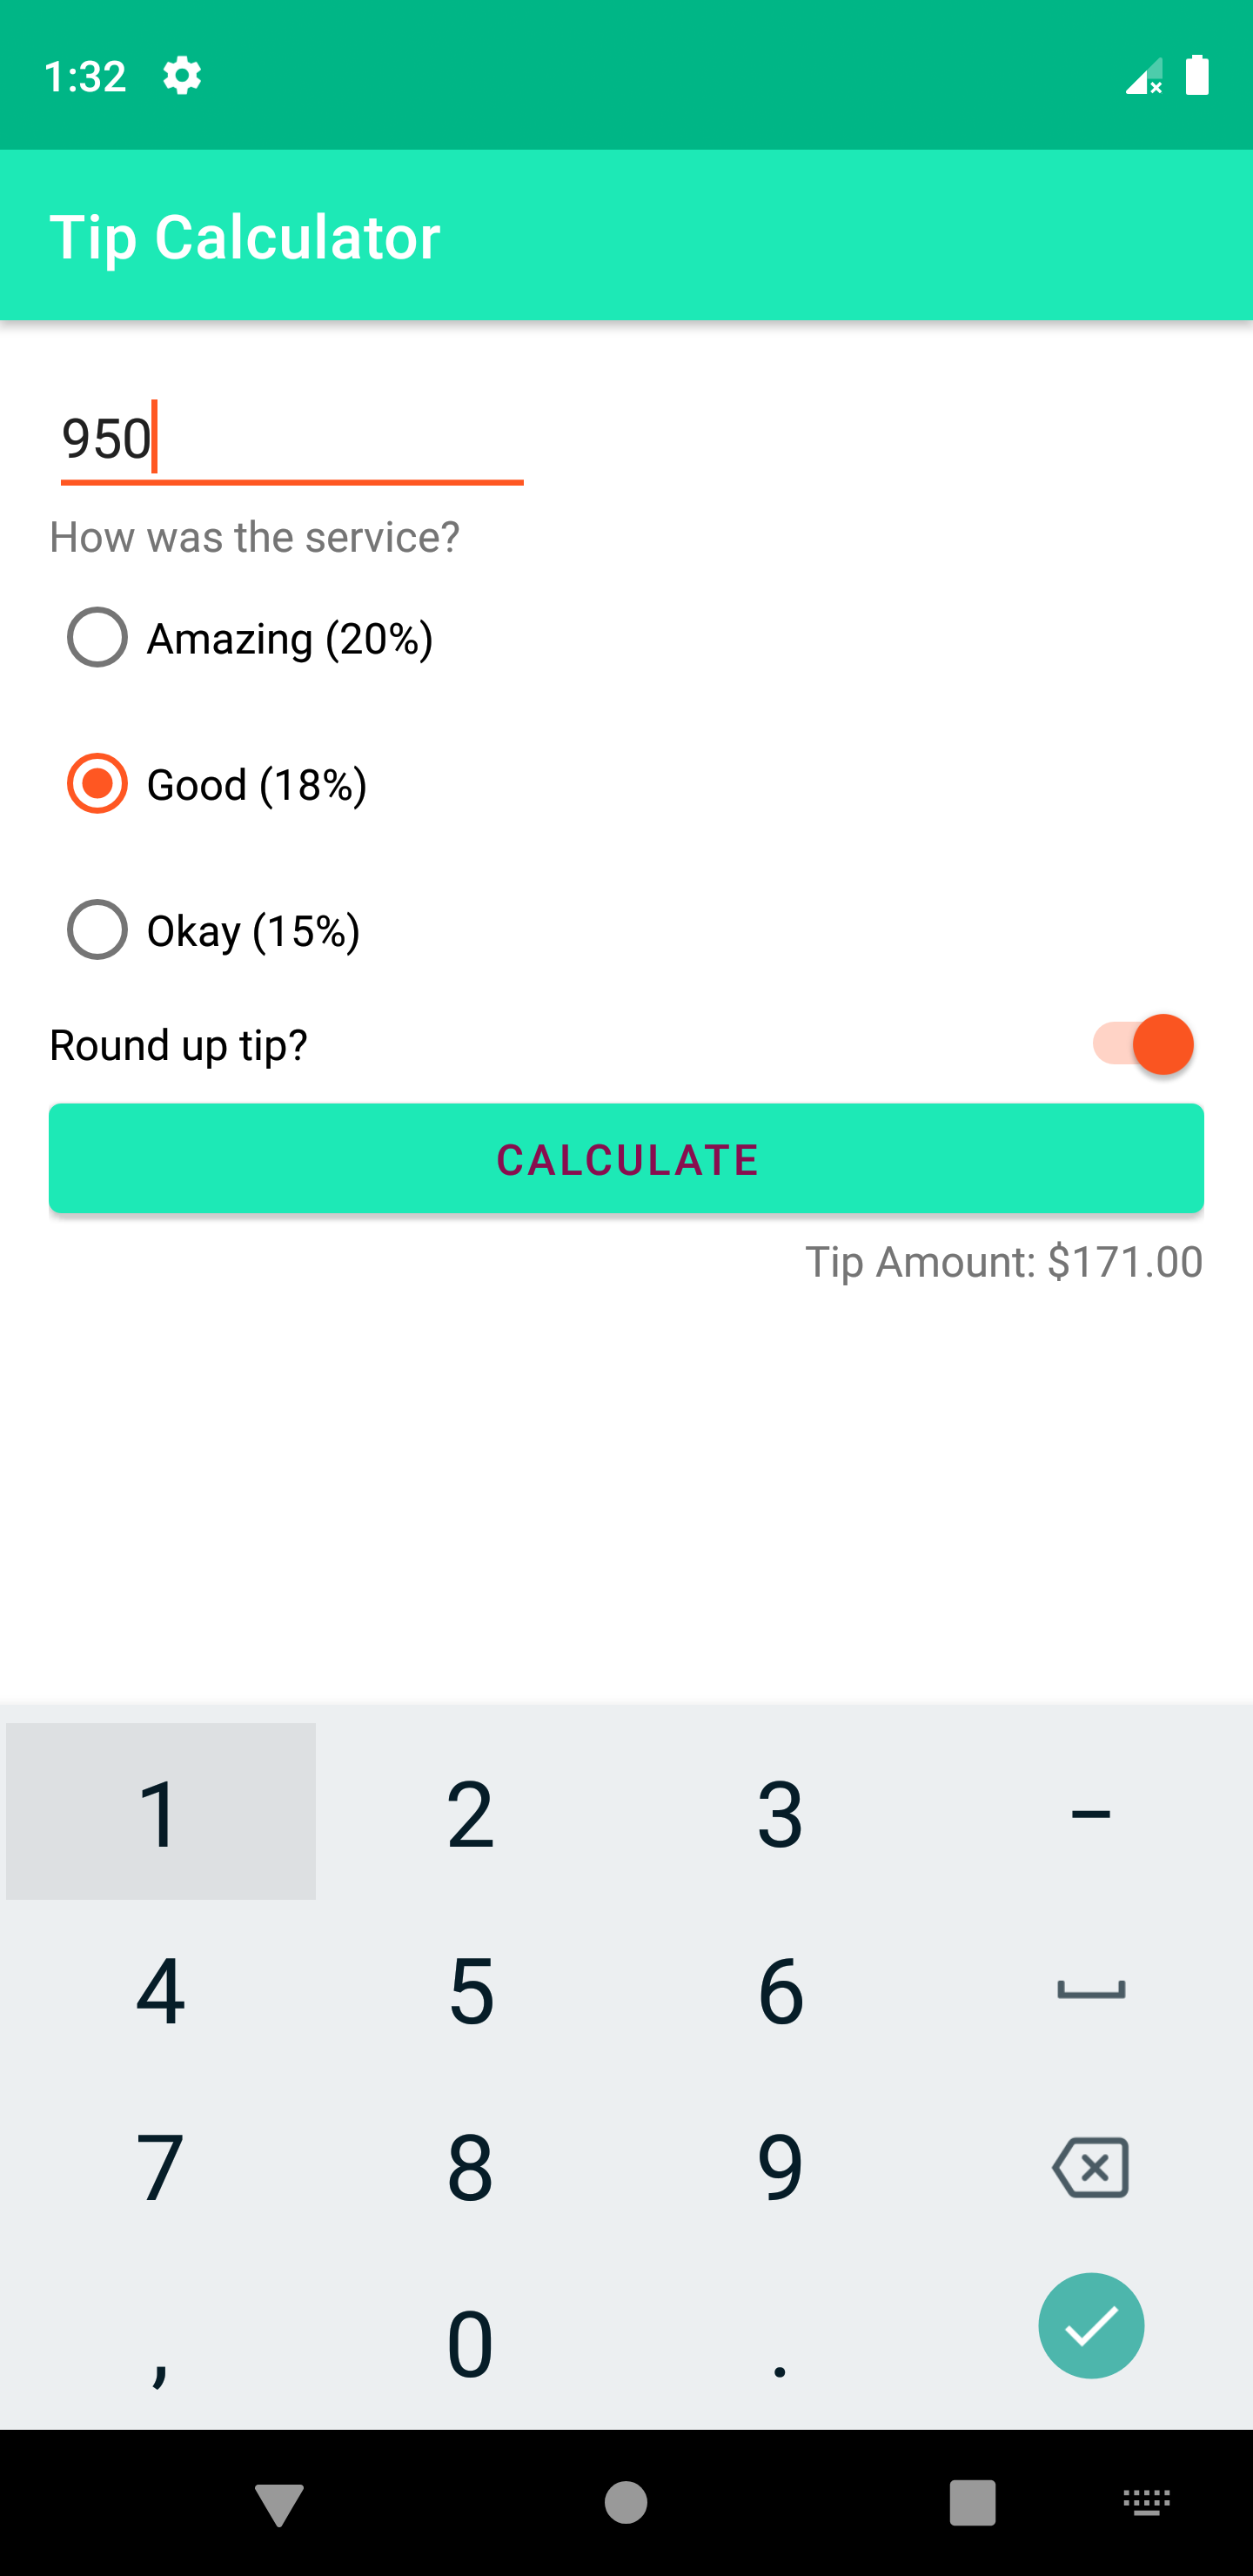 1:32
Tip Calculator
950
How was the service?
Amazing (20%)
Good (18%)
Okay (15%)
Round up tip?
CALCULATE
Tip Amount: $171.00
1 2 3 −
4 5 6
7 8 9
, 0 .